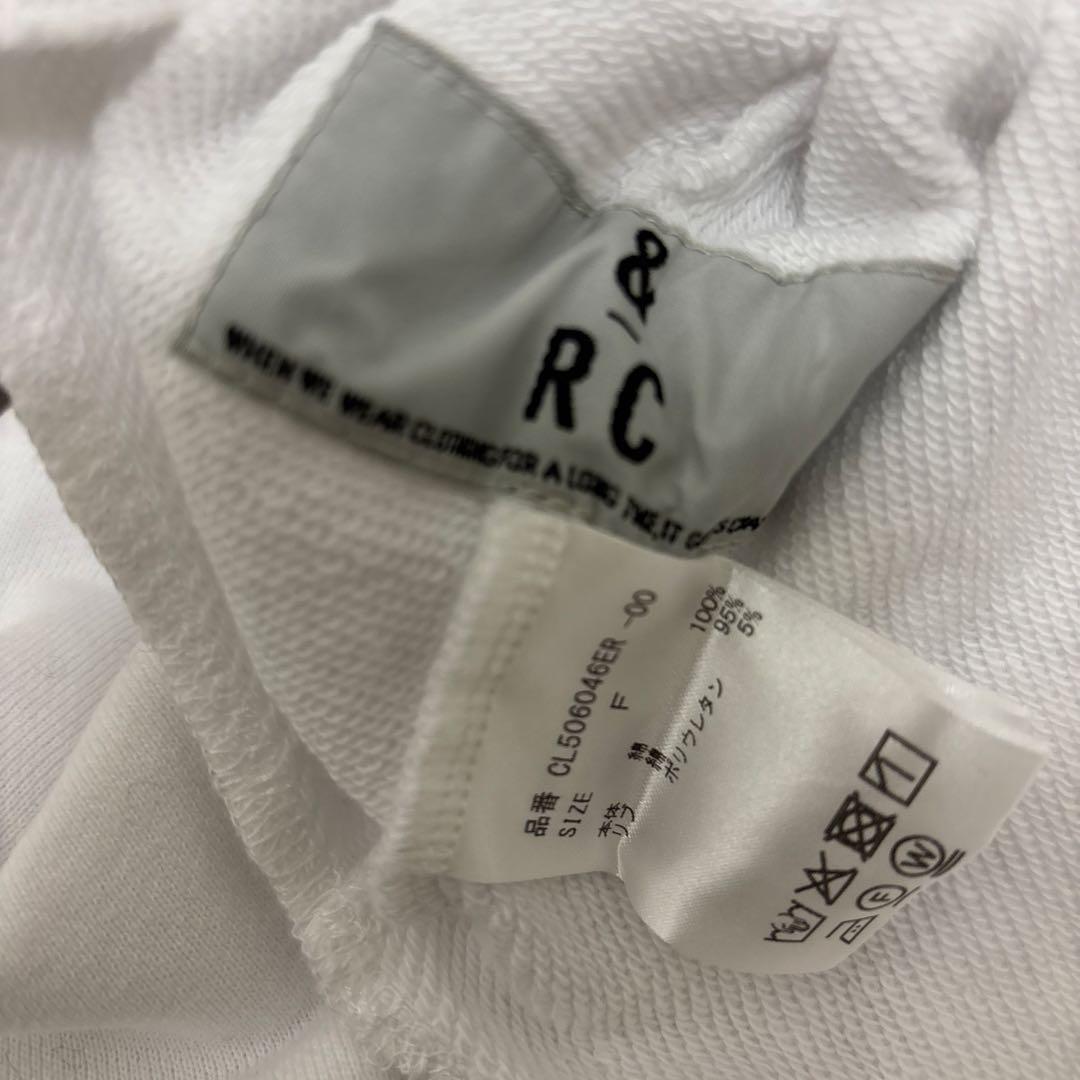 R C
WHEN WE WEAR CLOTHING FOR A LONG TIME,IT
品番 CL506046ER -00
SIZE F
本体 綿 100%
リブ 綿 95%
ポリウレタン 5%
F W